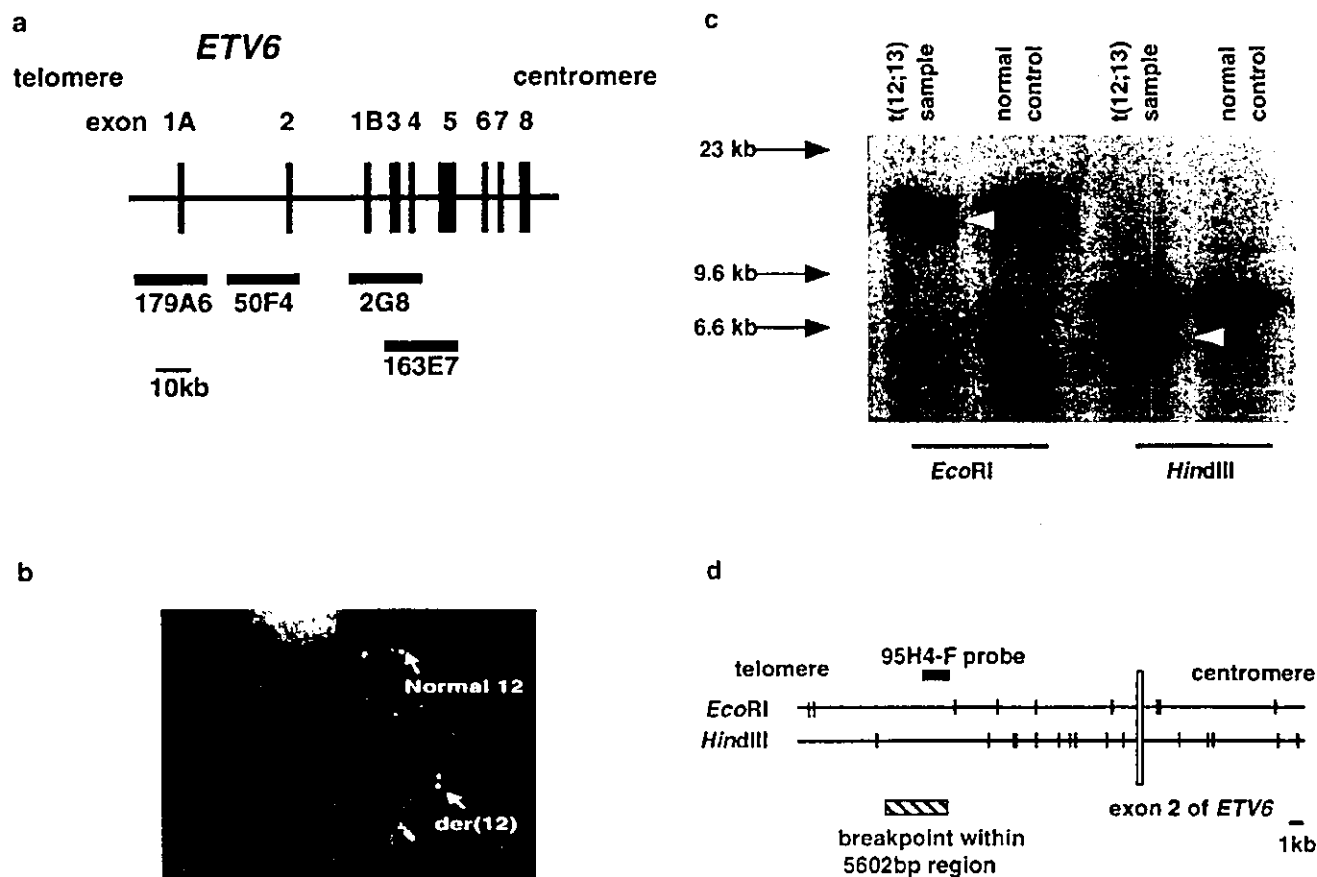 a
ETV6
telomere centromere
exon 1A 2 1B 3 4 5 6 7 8
179A6 50F4 2G8
163E7
10kb
b
Normal 12
der(12)
c
t(12;13) sample
normal control
t(12;13) sample
normal control
23 kb
9.6 kb
6.6 kb
EcoRI HindIII
d
95H4-F probe
telomere centromere
EcoRI
HindIII
exon 2 of ETV6
breakpoint within
5602bp region
1kb